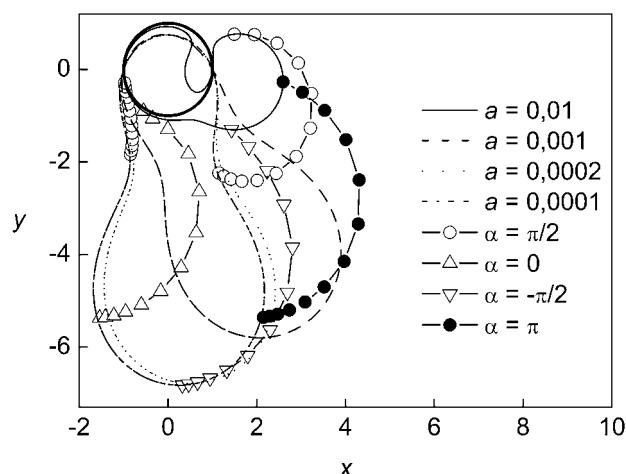 0
-2
-4
-6
y
-2
0
2
4
6
8
10
x
a = 0,01
a = 0,001
a = 0,0002
a = 0,0001
α = π/2
α = 0
α = -π/2
α = π